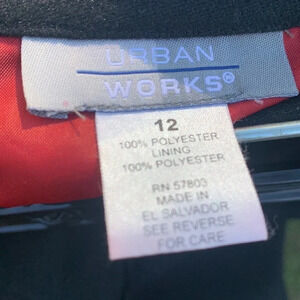 URBAN
WORKS®
12
100% POLYESTER
LINING
100% POLYESTER
RN 57803
MADE IN
EL SALVADOR
SEE REVERSE
FOR CARE